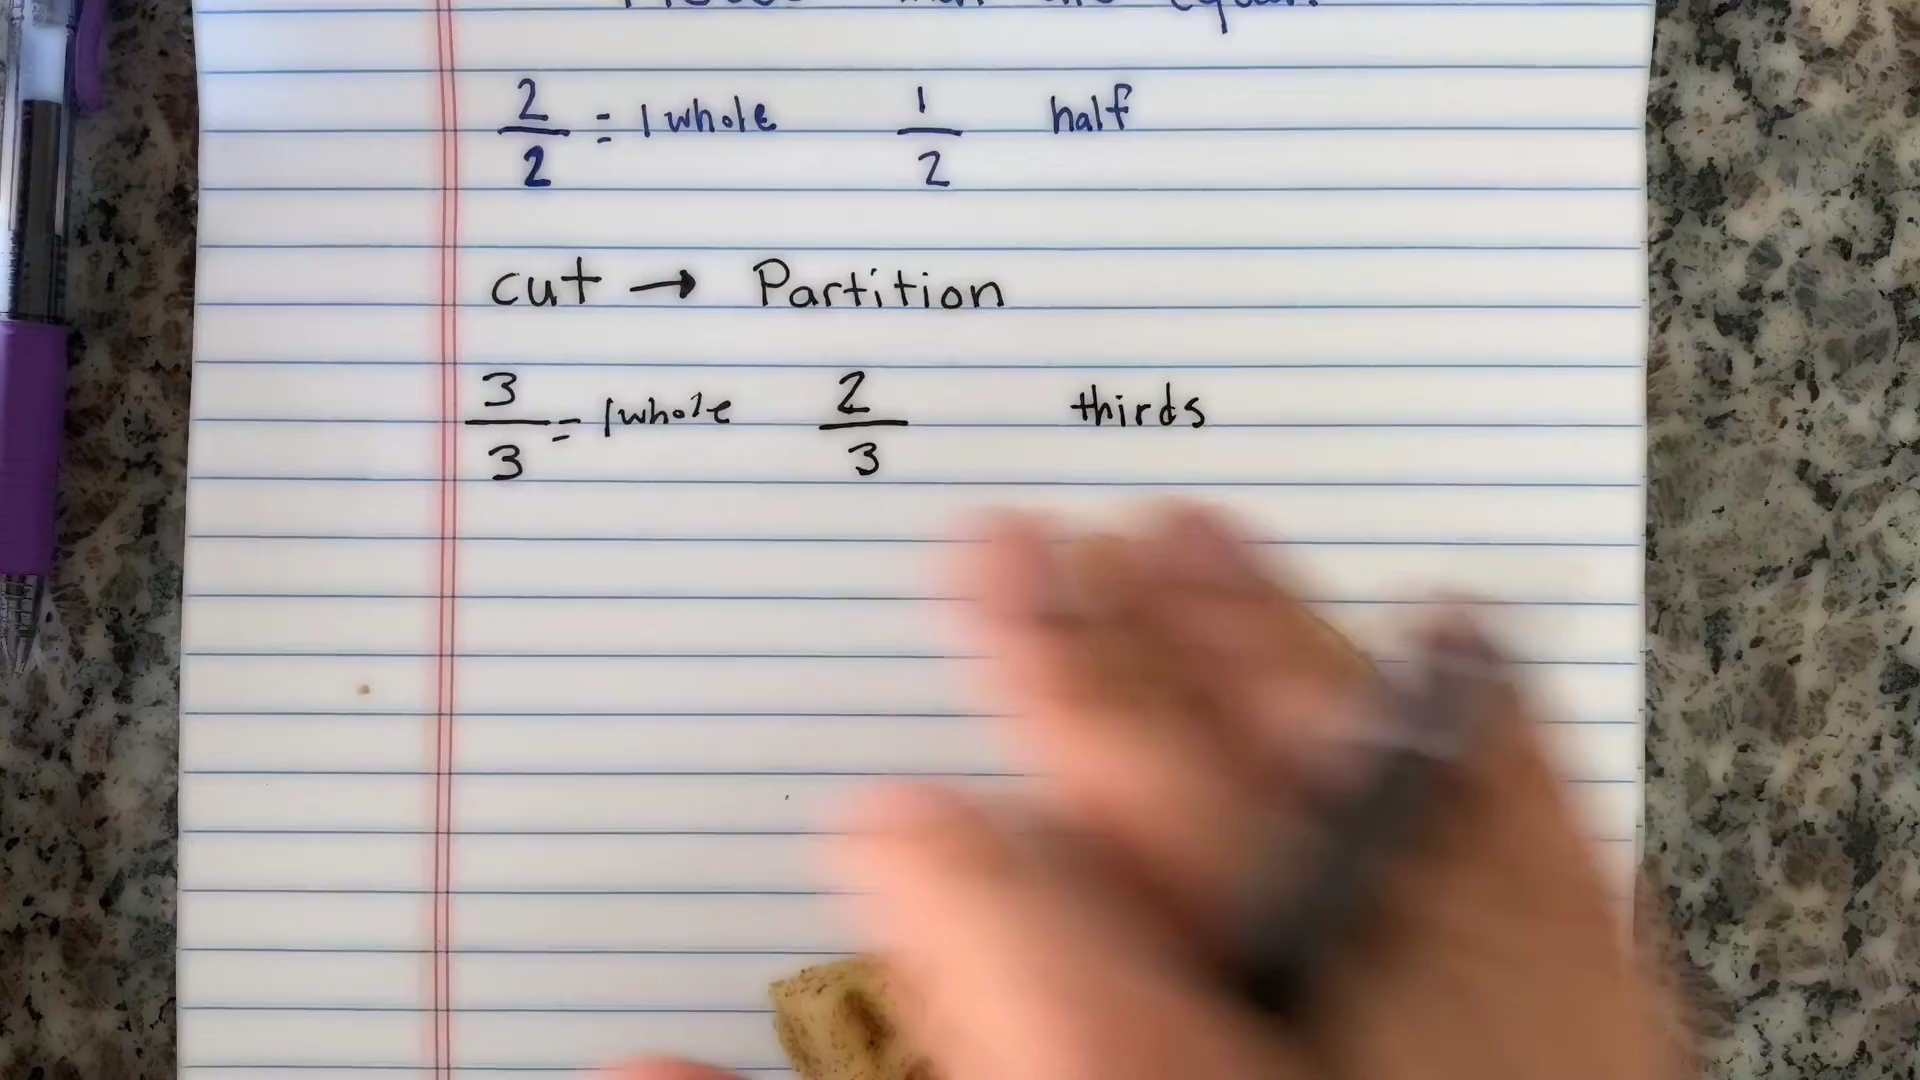 2/2 = 1 whole 1/2 half
cut → Partition
3/3 = 1 whole 2/3 thirds